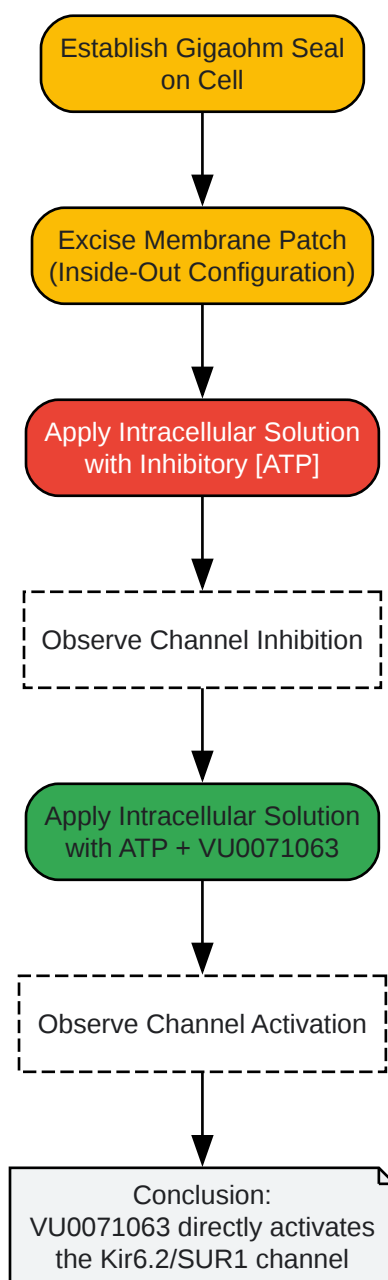 Establish Gigaohm Seal
on Cell
Excise Membrane Patch
(Inside-Out Configuration)
Apply Intracellular Solution
with Inhibitory [ATP]
Observe Channel Inhibition
Apply Intracellular Solution
with ATP + VU0071063
Observe Channel Activation
Conclusion:
VU0071063 directly activates
the Kir6.2/SUR1 channel